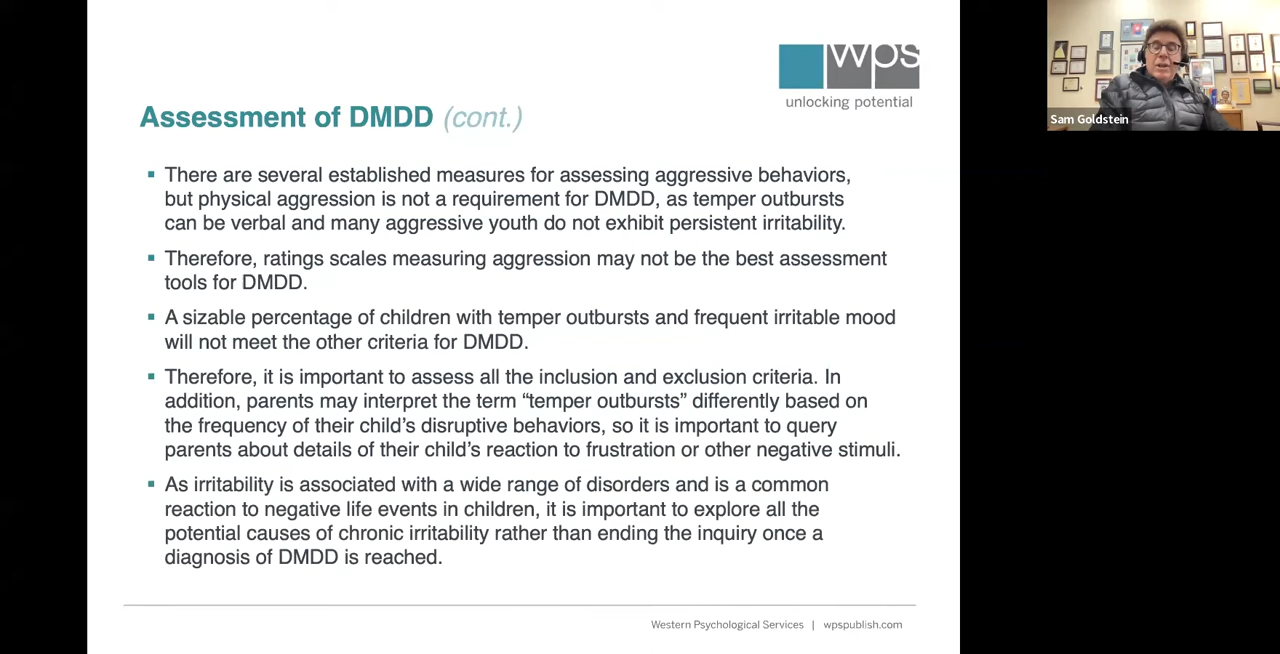 wps
unlocking potential
Assessment of DMDD (cont.)
▪ There are several established measures for assessing aggressive behaviors,
but physical aggression is not a requirement for DMDD, as temper outbursts
can be verbal and many aggressive youth do not exhibit persistent irritability.
▪ Therefore, ratings scales measuring aggression may not be the best assessment
tools for DMDD.
▪ A sizable percentage of children with temper outbursts and frequent irritable mood
will not meet the other criteria for DMDD.
▪ Therefore, it is important to assess all the inclusion and exclusion criteria. In
addition, parents may interpret the term “temper outbursts” differently based on
the frequency of their child’s disruptive behaviors, so it is important to query
parents about details of their child’s reaction to frustration or other negative stimuli.
▪ As irritability is associated with a wide range of disorders and is a common
reaction to negative life events in children, it is important to explore all the
potential causes of chronic irritability rather than ending the inquiry once a
diagnosis of DMDD is reached.
Western Psychological Services | wpspublish.com
Sam Goldstein